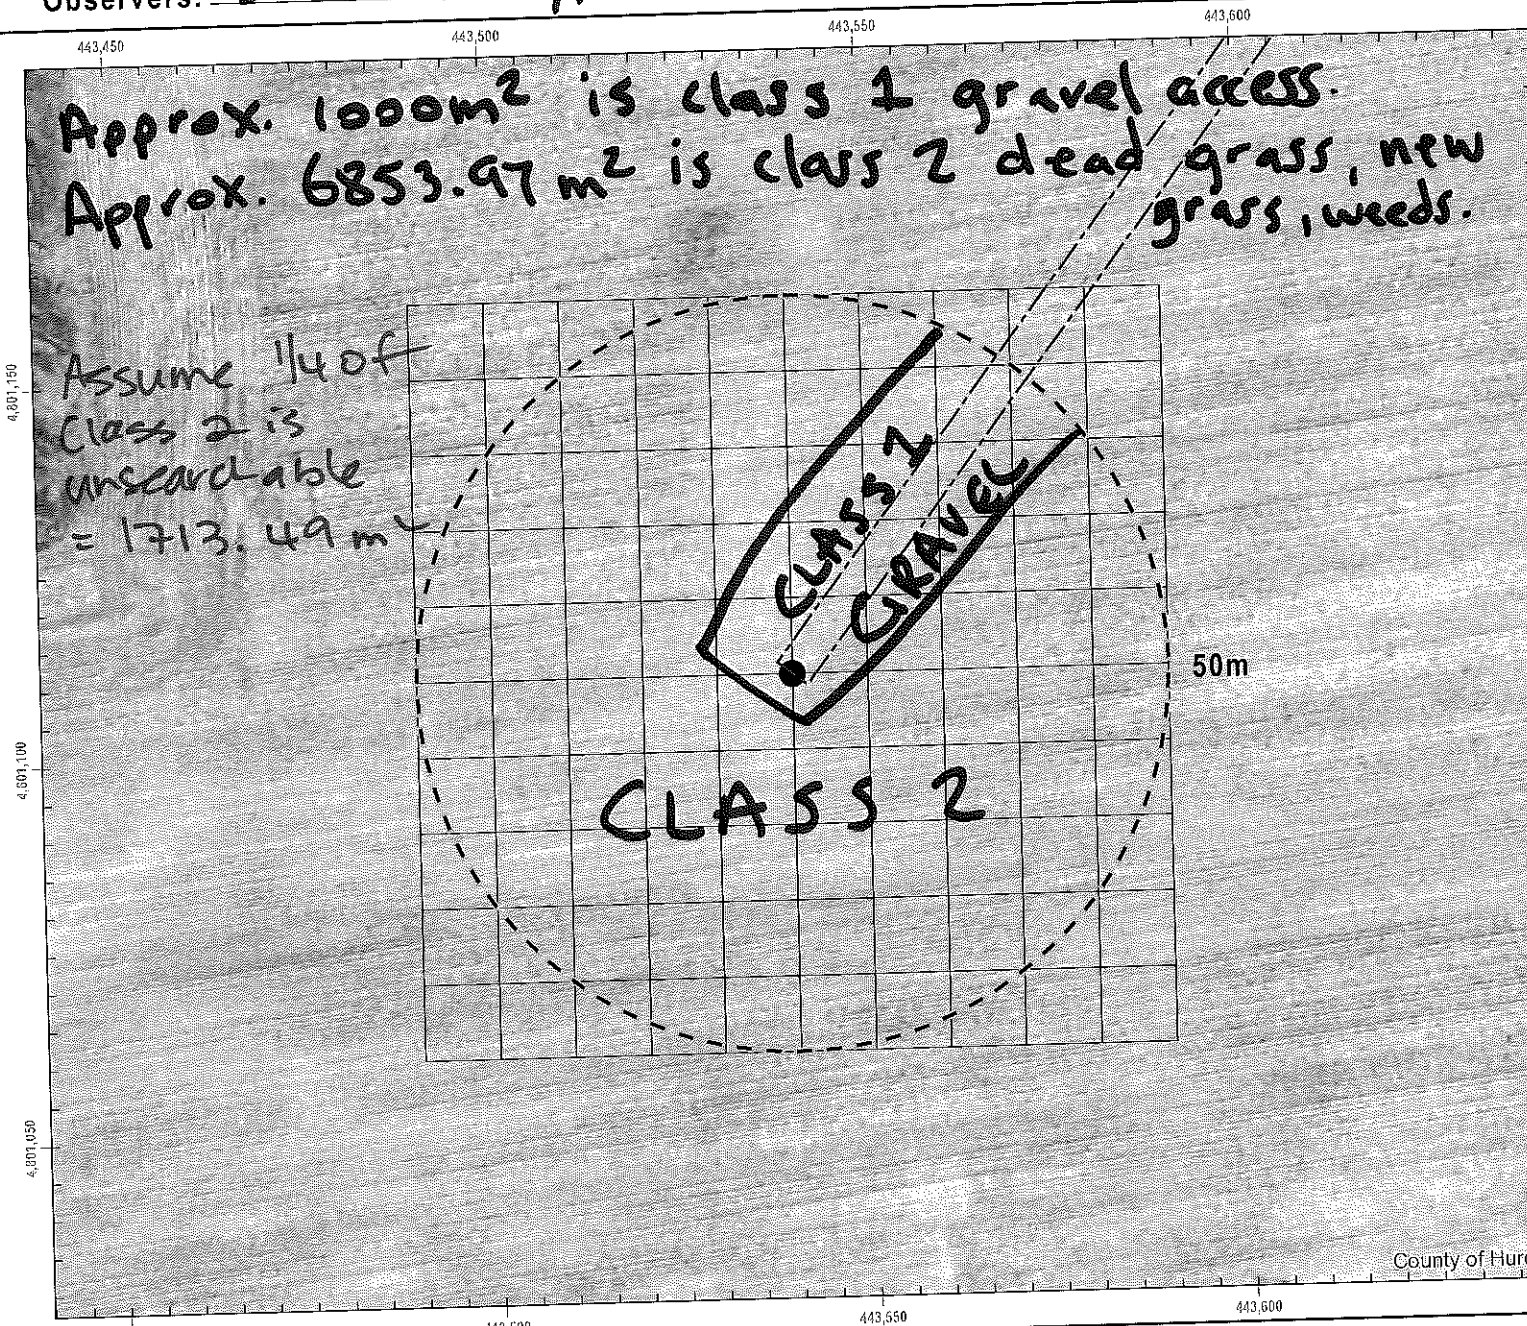 Observers:
443,450
443,500
443,550
443,600
Approx. 1000m² is class 1 gravel access.
Approx. 6853.97 m² is class 2 dead grass, new
grass, weeds.
4,801,150
Assume 1/4 of
Class 2 is
unsearchable
= 1713.49 m²
CLASS 1
GRAVEL
50m
4,801,100
CLASS 2
4,801,050
County of Huro
443,500
443,550
443,600